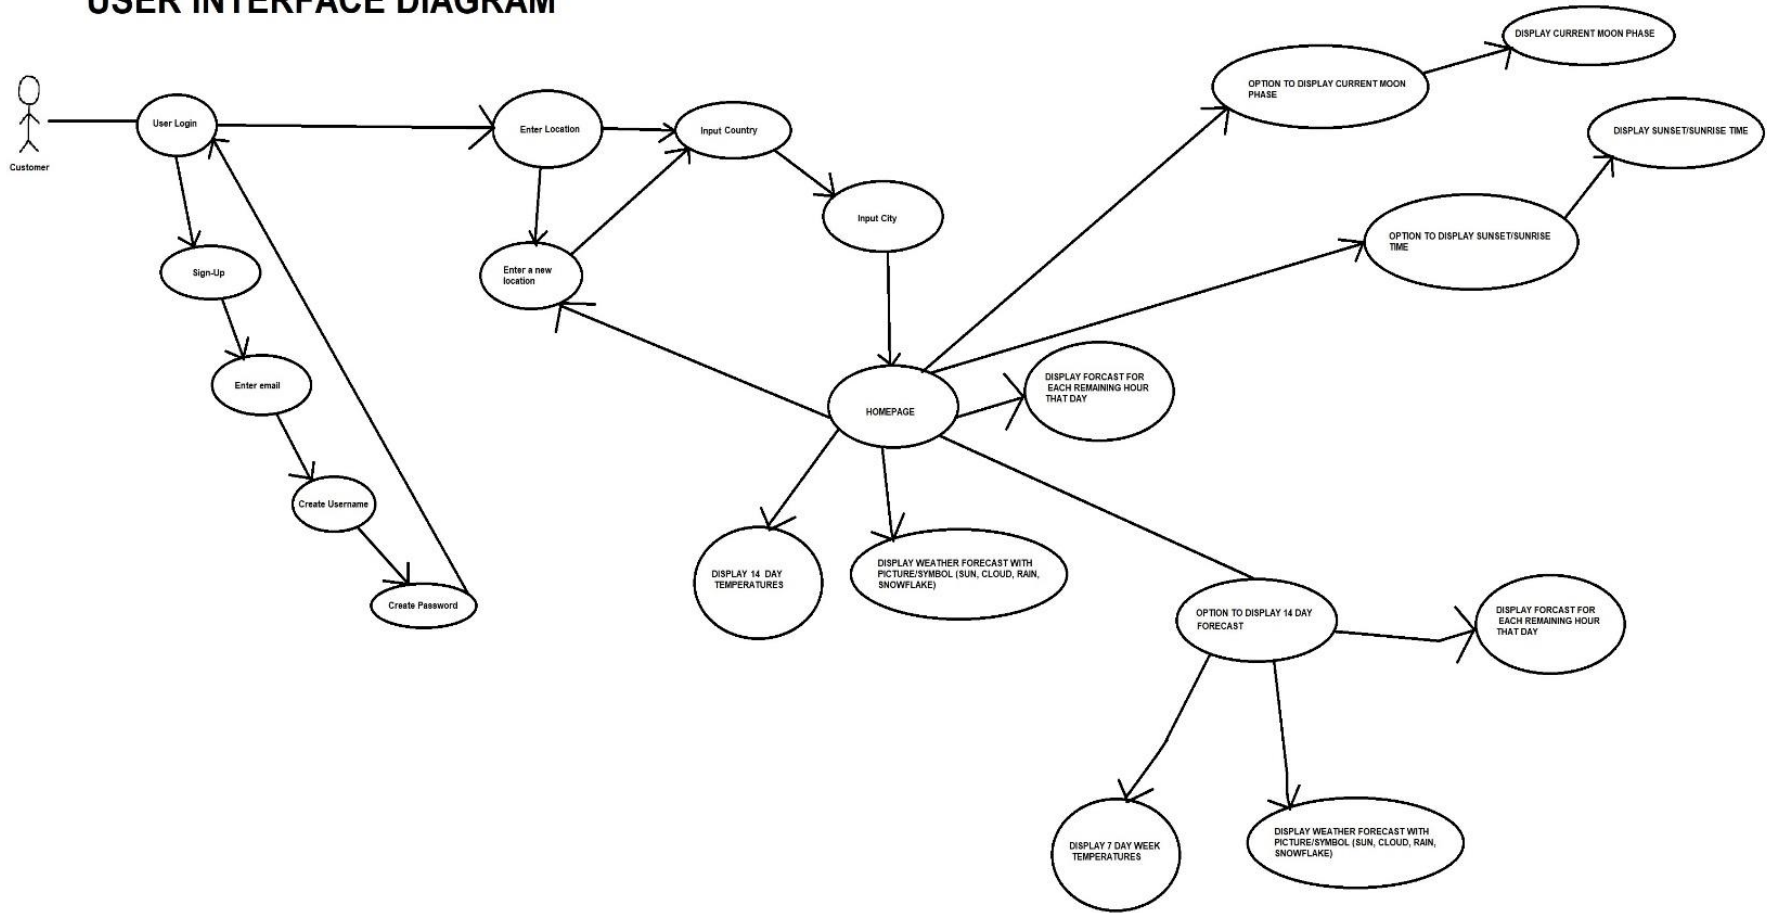 USER INTERFACE DIAGRAM
DISPLAY CURRENT MOON PHASE
OPTION TO DISPLAY CURRENT MOON
PHASE
Customer
User Login
Enter Location
Input Country
DISPLAY SUNSET/SUNRISE TIME
Input City
OPTION TO DISPLAY SUNSET/SUNRISE
TIME
Sign-Up
Enter a new
location
Enter email
HOMEPAGE
DISPLAY FORCAST FOR
EACH REMAINING HOUR
THAT DAY
Create Username
Create Password
DISPLAY 14 DAY
TEMPERATURES
DISPLAY WEATHER FORECAST WITH
PICTURE/SYMBOL (SUN, CLOUD, RAIN,
SNOWFLAKE)
OPTION TO DISPLAY 14 DAY
FORECAST
DISPLAY FORCAST FOR
EACH REMAINING HOUR
THAT DAY
DISPLAY 7 DAY WEEK
TEMPERATURES
DISPLAY WEATHER FORECAST WITH
PICTURE/SYMBOL (SUN, CLOUD, RAIN,
SNOWFLAKE)